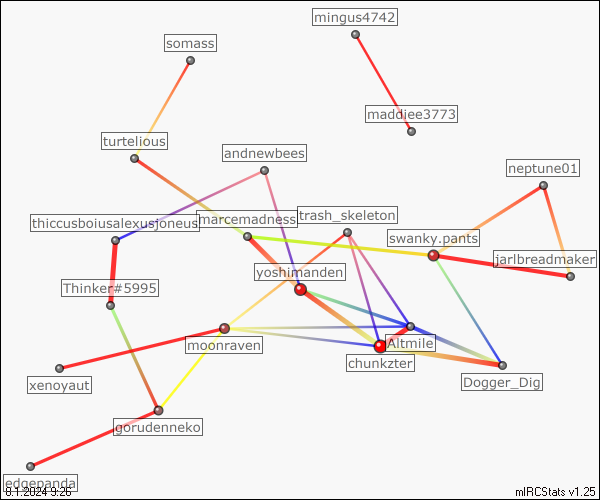 mingus4742
somass
maddiee3773
turtelious
andnewbees
neptune01
thiccusboiusalexusjoneus
marcemadness
trash_skeleton
swanky.pants
jarlbreadmaker
yoshimanden
Thinker#5995
moonraven
Altmile
chunkzter
xenoyaut
Dogger_Dig
gorudenneko
edgepanda
8.1.2024 9:26
mIRCStats v1.25